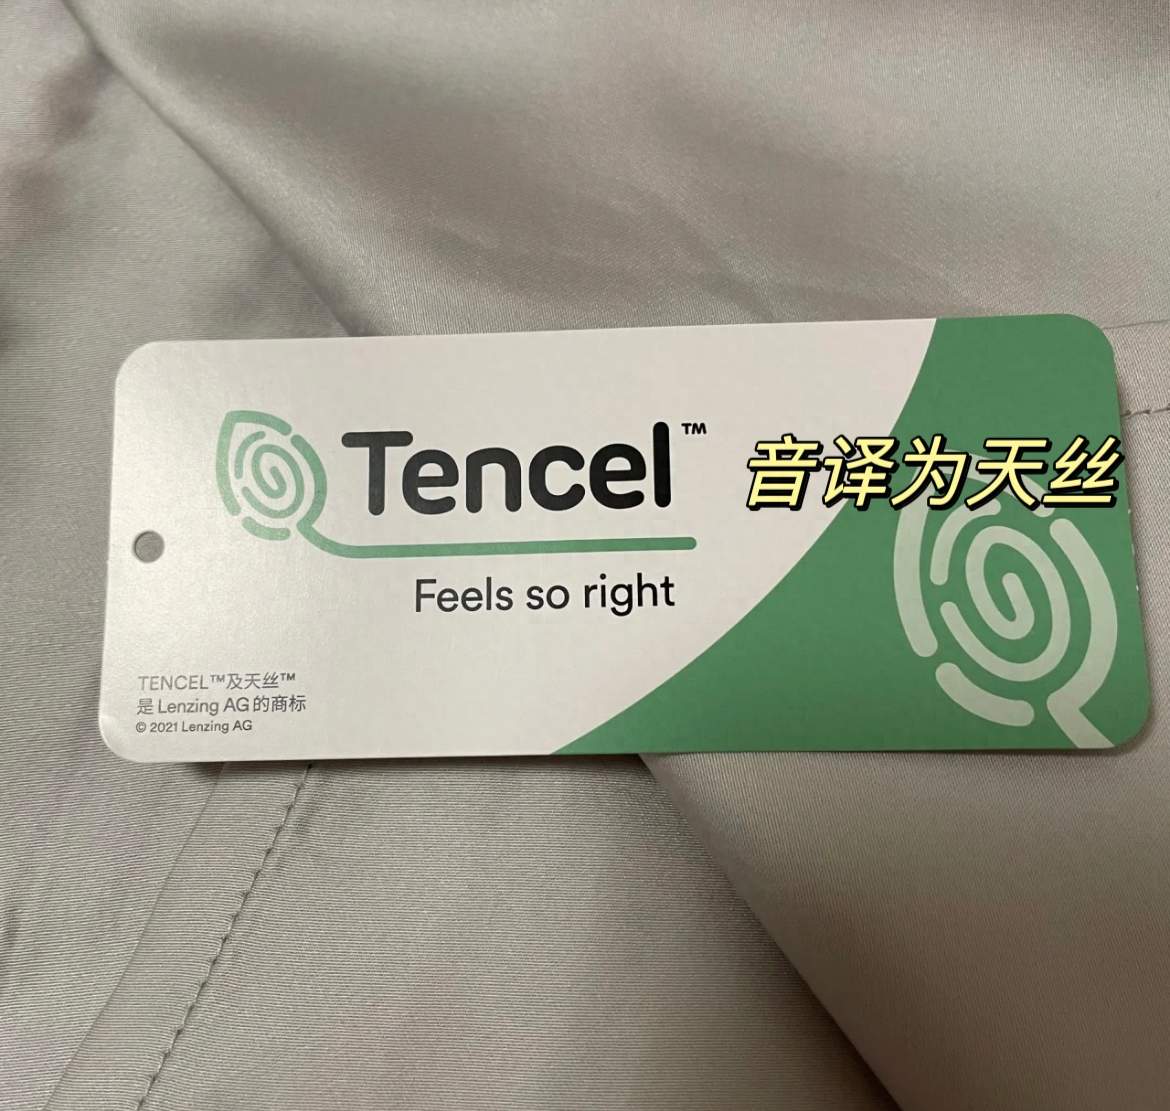 Tencel™
音译为天丝
Feels so right
TENCEL™及天丝™
是 Lenzing AG 的商标
© 2021 Lenzing AG